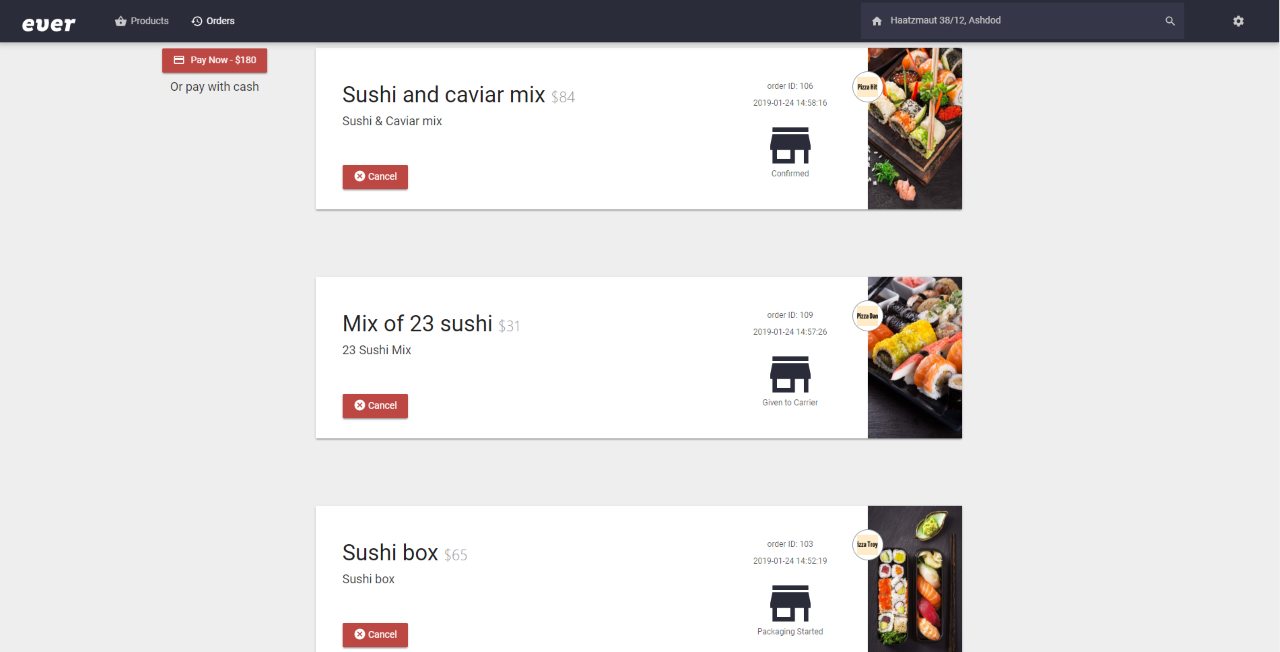 ever
Products
Orders
Haatzmaut 38/12, Ashdod
Pay Now - $180
Or pay with cash
Sushi and caviar mix $84
Sushi & Caviar mix
Cancel
order ID: 106
2019-01-24 14:58:16
Confirmed
Pizza Hit
Mix of 23 sushi $31
23 Sushi Mix
Cancel
order ID: 109
2019-01-24 14:57:26
Given to Carrier
Pizza Dan
Sushi box $65
Sushi box
Cancel
order ID: 103
2019-01-24 14:52:19
Packaging Started
izza Troy